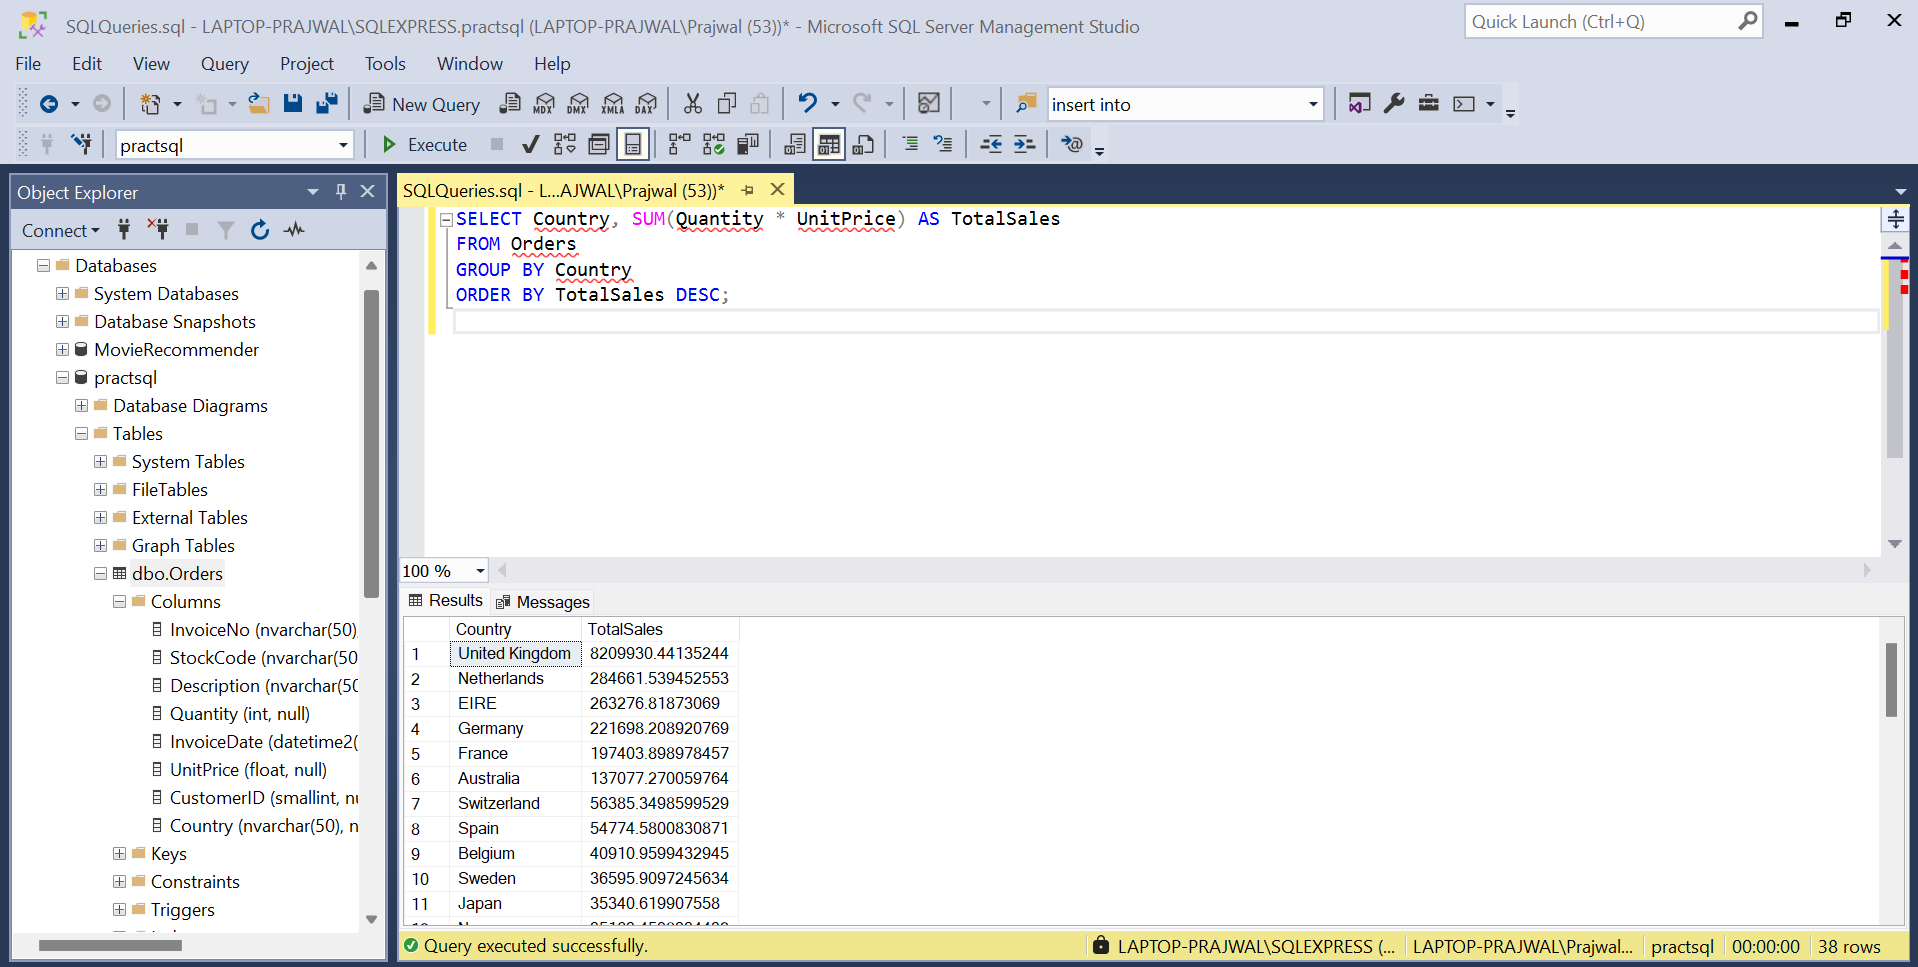 SQLQueries.sql - LAPTOP-PRAJWAL\SQLEXPRESS.practsql (LAPTOP-PRAJWAL\Prajwal (53))* - Microsoft SQL Server Management Studio
Quick Launch (Ctrl+Q)
File Edit View Query Project Tools Window Help
New Query MDX DMX XMLA DAX insert into
practsql Execute
Object Explorer
Connect
Databases
System Databases
Database Snapshots
MovieRecommender
practsql
Database Diagrams
Tables
System Tables
FileTables
External Tables
Graph Tables
dbo.Orders
Columns
InvoiceNo (nvarchar(50)
StockCode (nvarchar(50
Description (nvarchar(50
Quantity (int, null)
InvoiceDate (datetime2(
UnitPrice (float, null)
CustomerID (smallint, nu
Country (nvarchar(50), n
Keys
Constraints
Triggers
SQLQueries.sql - L...AJWAL\Prajwal (53))*
SELECT Country, SUM(Quantity * UnitPrice) AS TotalSales
FROM Orders
GROUP BY Country
ORDER BY TotalSales DESC;
100 %
Results Messages
Country TotalSales
1 United Kingdom 8209930.44135244
2 Netherlands 284661.539452553
3 EIRE 263276.81873069
4 Germany 221698.208920769
5 France 197403.898978457
6 Australia 137077.270059764
7 Switzerland 56385.3498599529
8 Spain 54774.5800830871
9 Belgium 40910.9599432945
10 Sweden 36595.9097245634
11 Japan 35340.619907558
Query executed successfully.
LAPTOP-PRAJWAL\SQLEXPRESS (... LAPTOP-PRAJWAL\Prajwal... practsql 00:00:00 38 rows